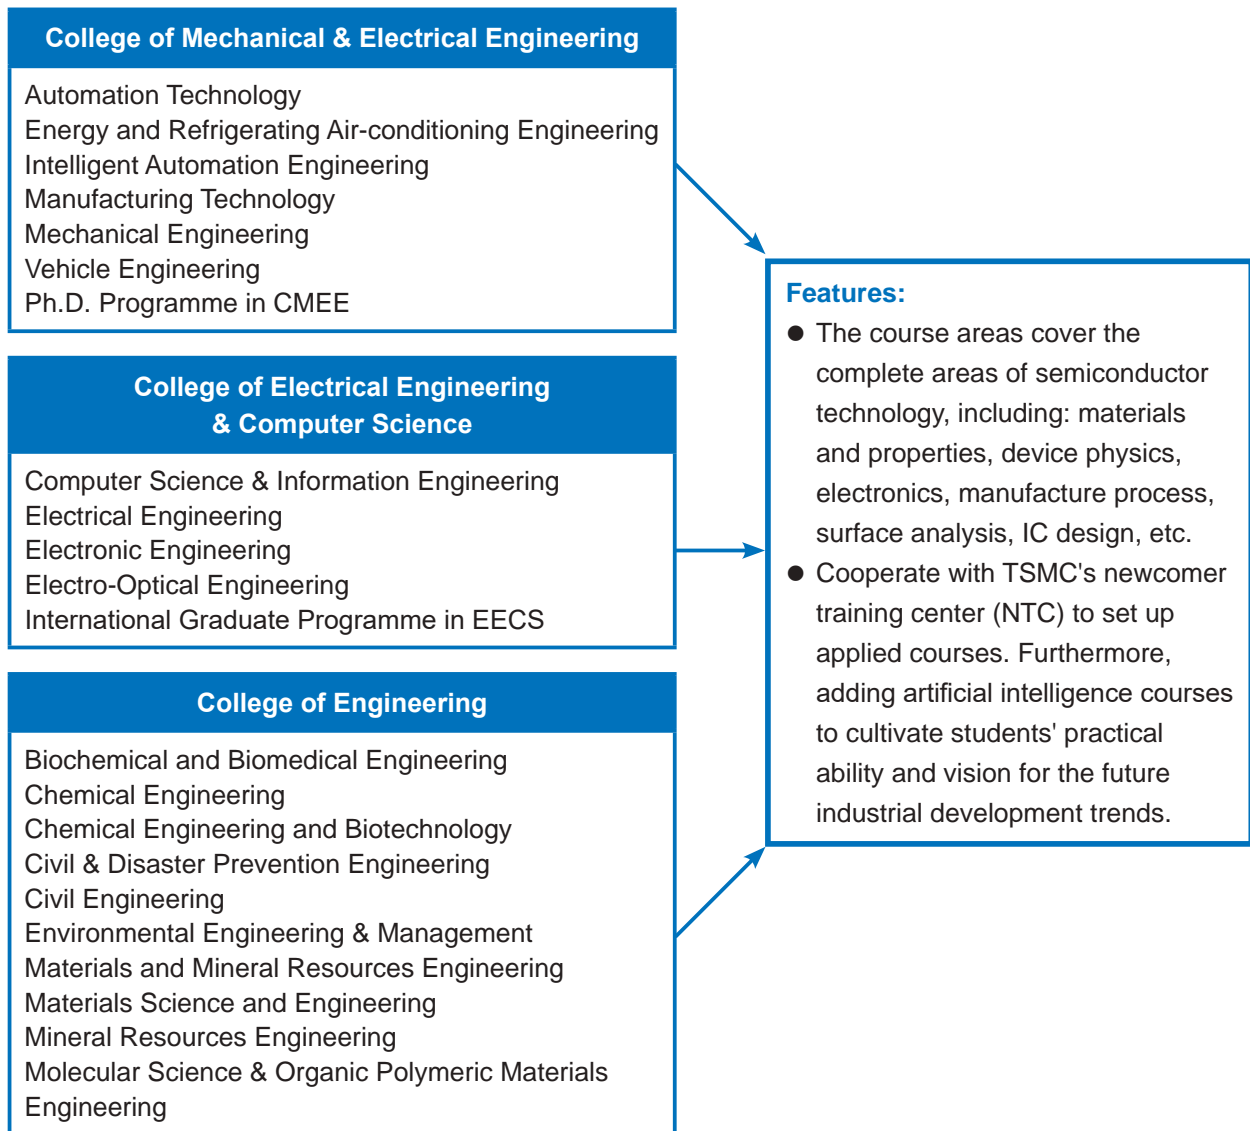 College of Mechanical & Electrical Engineering
Automation Technology
Energy and Refrigerating Air-conditioning Engineering
Intelligent Automation Engineering
Manufacturing Technology
Mechanical Engineering
Vehicle Engineering
Ph.D. Programme in CMEE
College of Electrical Engineering
& Computer Science
Computer Science & Information Engineering
Electrical Engineering
Electronic Engineering
Electro-Optical Engineering
International Graduate Programme in EECS
College of Engineering
Biochemical and Biomedical Engineering
Chemical Engineering
Chemical Engineering and Biotechnology
Civil & Disaster Prevention Engineering
Civil Engineering
Environmental Engineering & Management
Materials and Mineral Resources Engineering
Materials Science and Engineering
Mineral Resources Engineering
Molecular Science & Organic Polymeric Materials
Engineering
Features:
● The course areas cover the
complete areas of semiconductor
technology, including: materials
and properties, device physics,
electronics, manufacture process,
surface analysis, IC design, etc.
● Cooperate with TSMC's newcomer
training center (NTC) to set up
applied courses. Furthermore,
adding artificial intelligence courses
to cultivate students' practical
ability and vision for the future
industrial development trends.